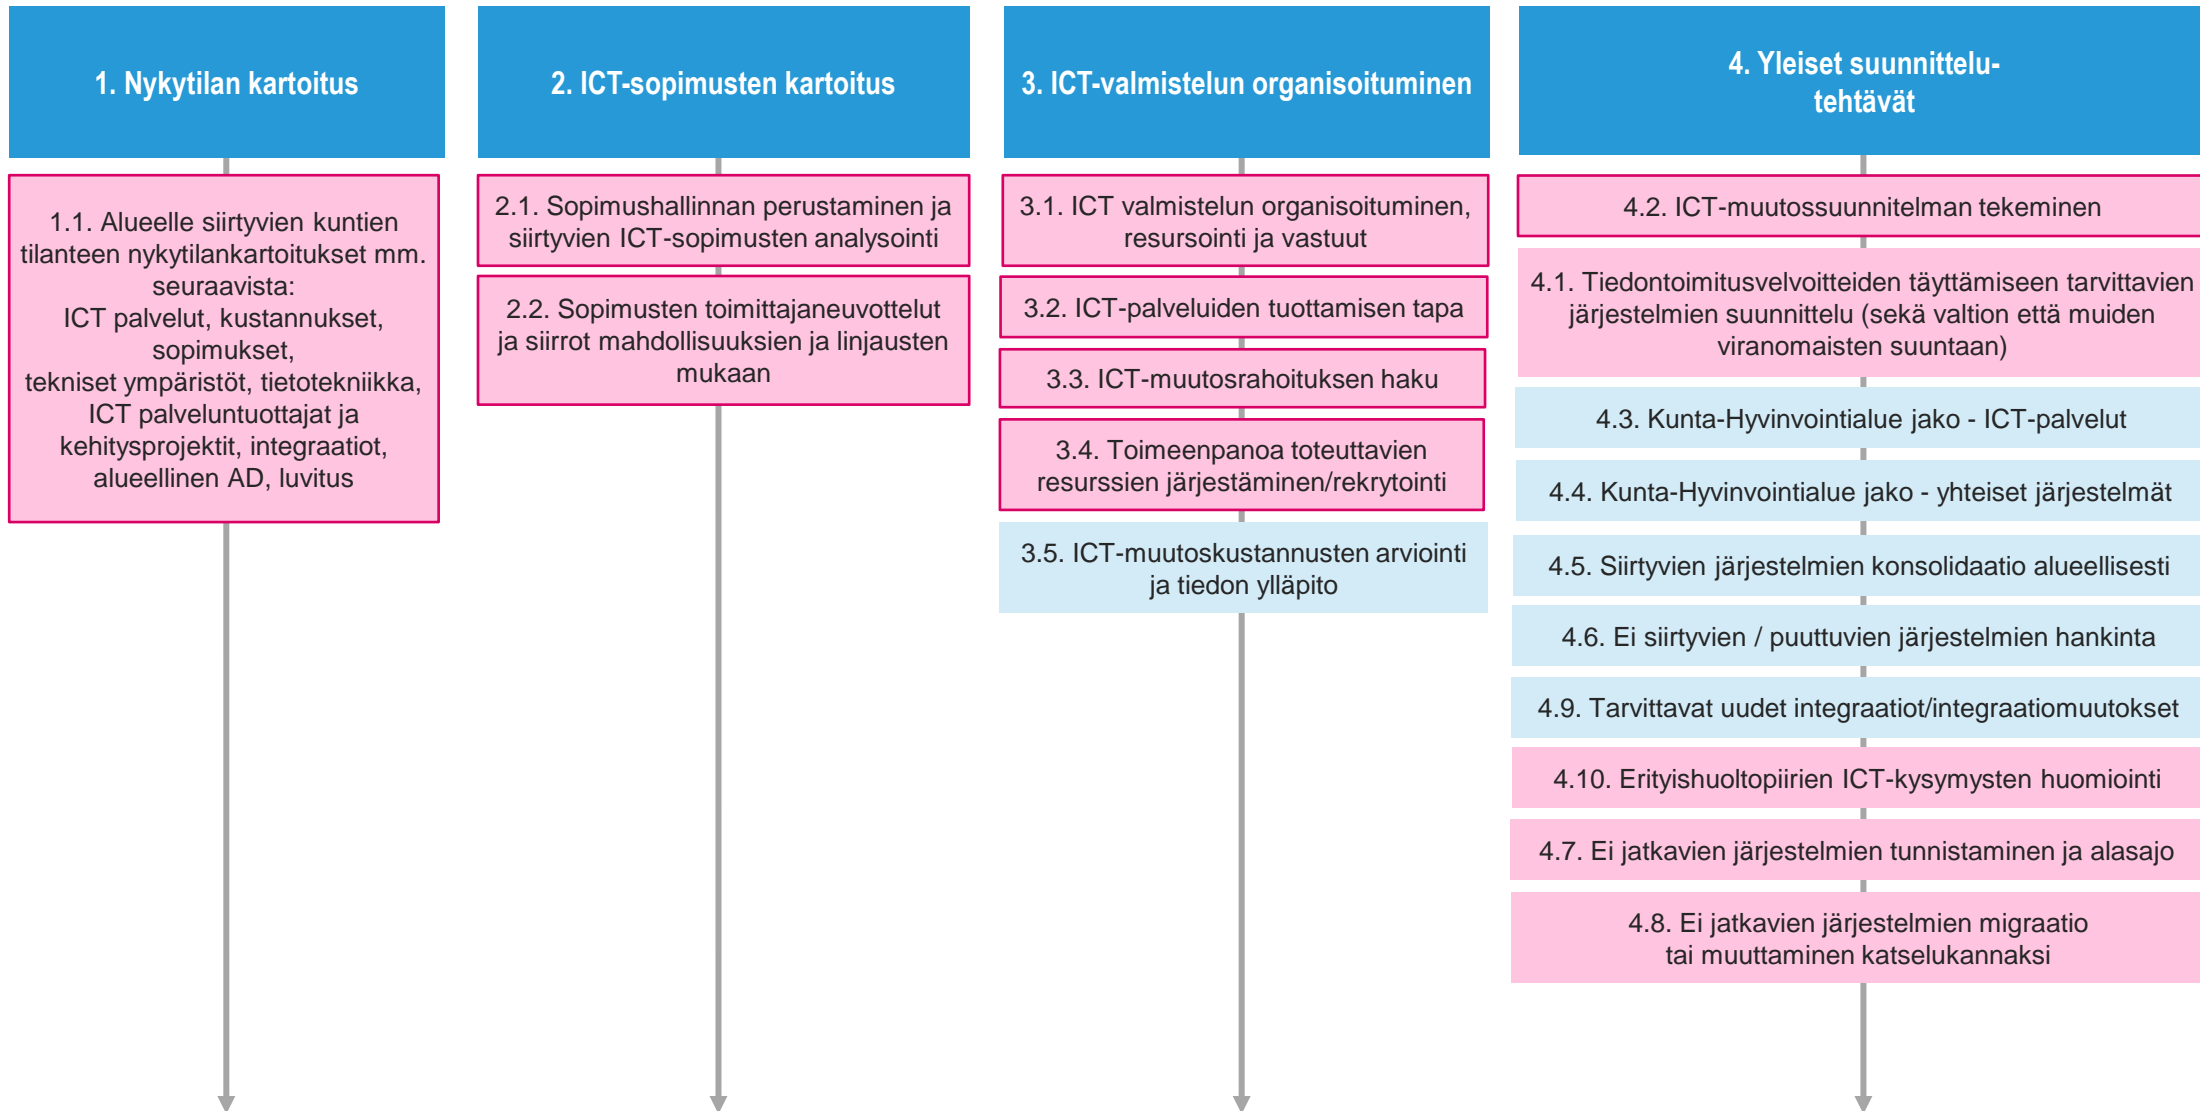 1. Nykytilan kartoitus
1.1. Alueelle siirtyvien kuntien
tilanteen nykytilankartoitukset mm.
seuraavista:
ICT palvelut, kustannukset,
sopimukset,
tekniset ympäristöt, tietotekniikka,
ICT palveluntuottajat ja
kehitysprojektit, integraatiot,
alueellinen AD, luvitus
2. ICT-sopimusten kartoitus
2.1. Sopimushallinnan perustaminen ja
siirtyvien ICT-sopimusten analysointi
2.2. Sopimusten toimittajaneuvottelut
ja siirrot mahdollisuuksien ja linjausten
mukaan
3. ICT-valmistelun organisoituminen
3.1. ICT valmistelun organisoituminen,
resursointi ja vastuut
3.2. ICT-palveluiden tuottamisen tapa
3.3. ICT-muutosrahoituksen haku
3.4. Toimeenpanoa toteuttavien
resurssien järjestäminen/rekrytointi
3.5. ICT-muutoskustannusten arviointi
ja tiedon ylläpito
4. Yleiset suunnittelu-
tehtävät
4.2. ICT-muutossuunnitelman tekeminen
4.1. Tiedontoimitusvelvoitteiden täyttämiseen tarvittavien
järjestelmien suunnittelu (sekä valtion että muiden
viranomaisten suuntaan)
4.3. Kunta-Hyvinvointialue jako - ICT-palvelut
4.4. Kunta-Hyvinvointialue jako - yhteiset järjestelmät
4.5. Siirtyvien järjestelmien konsolidaatio alueellisesti
4.6. Ei siirtyvien / puuttuvien järjestelmien hankinta
4.9. Tarvittavat uudet integraatiot/integraatiomuutokset
4.10. Erityishuoltopiirien ICT-kysymysten huomiointi
4.7. Ei jatkavien järjestelmien tunnistaminen ja alasajo
4.8. Ei jatkavien järjestelmien migraatio
tai muuttaminen katselukannaksi